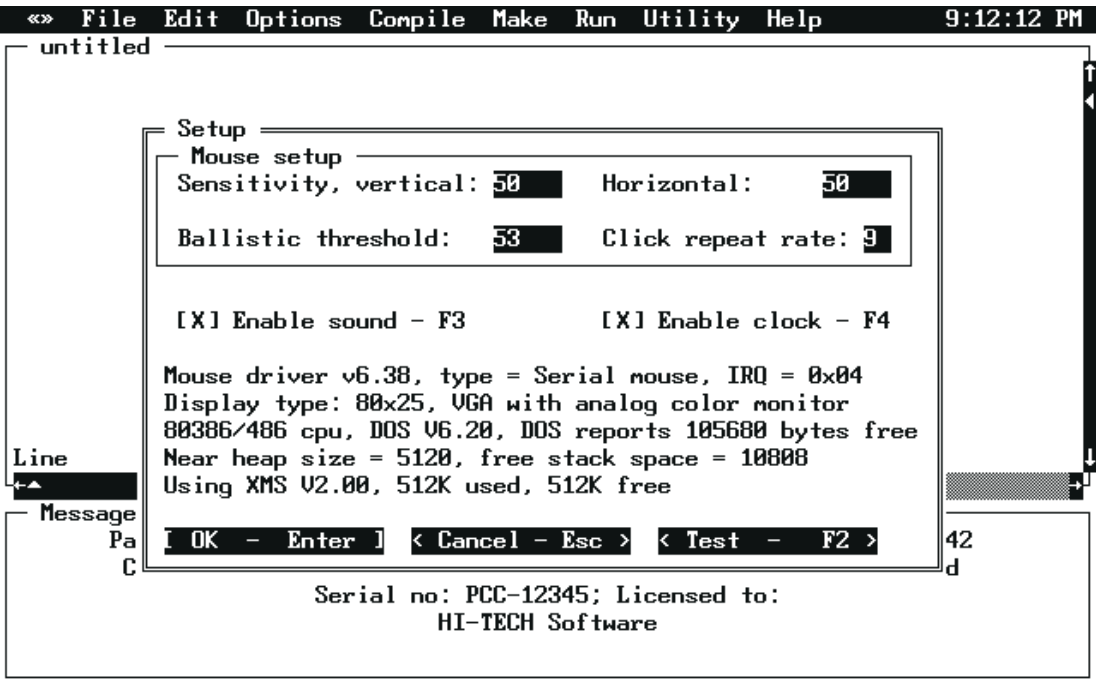 «» File Edit Options Compile Make Run Utility Help 9:12:12 PM
untitled
Setup
Mouse setup
Sensitivity, vertical: 50 Horizontal: 50
Ballistic threshold: 53 Click repeat rate: 9
[X] Enable sound - F3 [X] Enable clock - F4
Mouse driver v6.38, type = Serial mouse, IRQ = 0x04
Display type: 80x25, VGA with analog color monitor
80386/486 cpu, DOS V6.20, DOS reports 105680 bytes free
Line Near heap size = 5120, free stack space = 10808
Using XMS V2.00, 512K used, 512K free
Message
Pa [ OK - Enter ] < Cancel - Esc > < Test - F2 > 42
C d
Serial no: PCC-12345; Licensed to:
HI-TECH Software